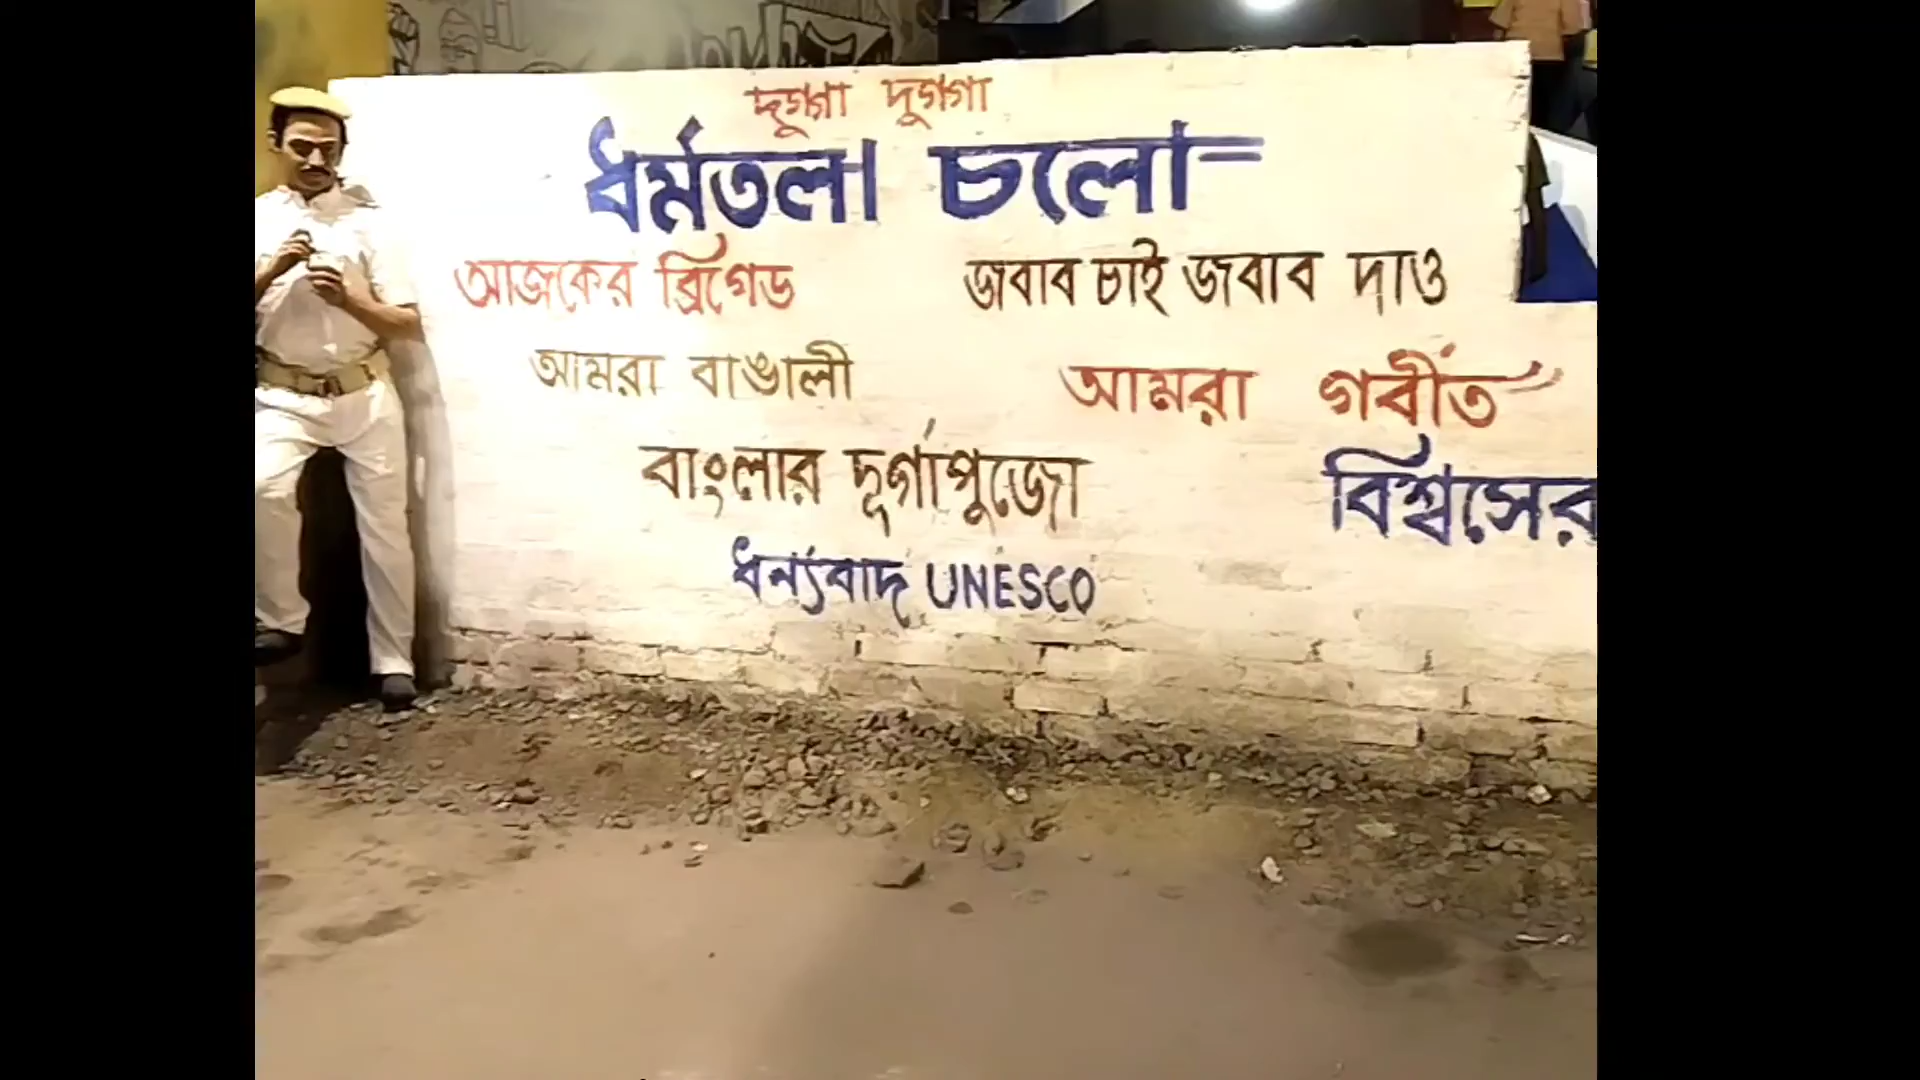 দুগ্গা দুগ্গা
ধর্মতলা চলো
আজকের ব্রিগেড
জবাব চাই জবাব দাও
আমরা বাঙালী
আমরা গর্বীত
বাংলার দূর্গাপুজো
বিশ্বসের
ধন্যবাদ UNESCO